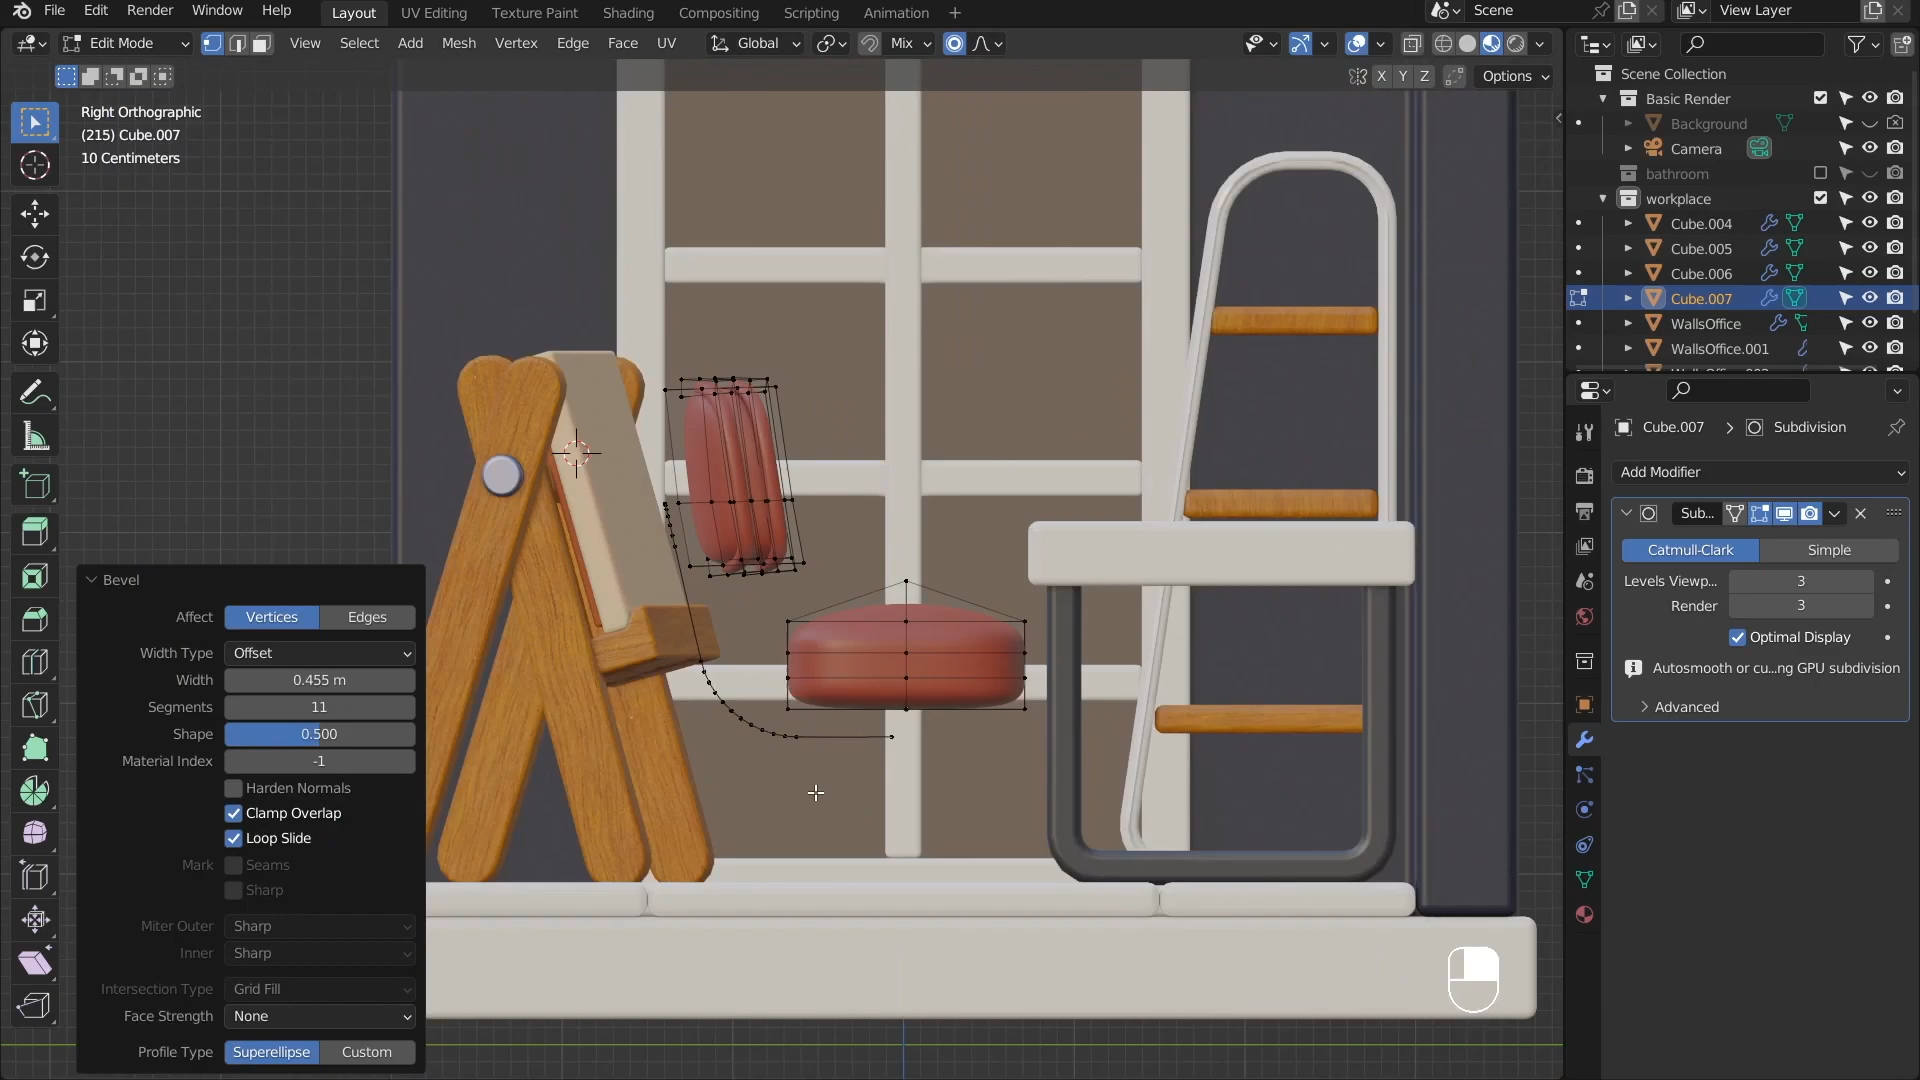 File Edit Render Window Help Layout UV Editing Texture Paint Shading Compositing Scripting Animation + Scene View Layer
Edit Mode View Select Add Mesh Vertex Edge Face UV Global Mix
X Y Z Options
Right Orthographic
(215) Cube.007
10 Centimeters
Scene Collection
Basic Render
Background
Camera
bathroom
workplace
Cube.004
Cube.005
Cube.006
Cube.007
WallsOffice
WallsOffice.001
Cube.007 > Subdivision
Add Modifier
Sub...
Catmull-Clark Simple
Levels Viewp... 3
Render 3
Optimal Display
Autosmooth or cu...ng GPU subdivision
Advanced
Bevel
Affect Vertices Edges
Width Type Offset
Width 0.455 m
Segments 11
Shape 0.500
Material Index -1
Harden Normals
Clamp Overlap
Loop Slide
Mark Seams
Sharp
Miter Outer Sharp
Inner Sharp
Intersection Type Grid Fill
Face Strength None
Profile Type Superellipse Custom